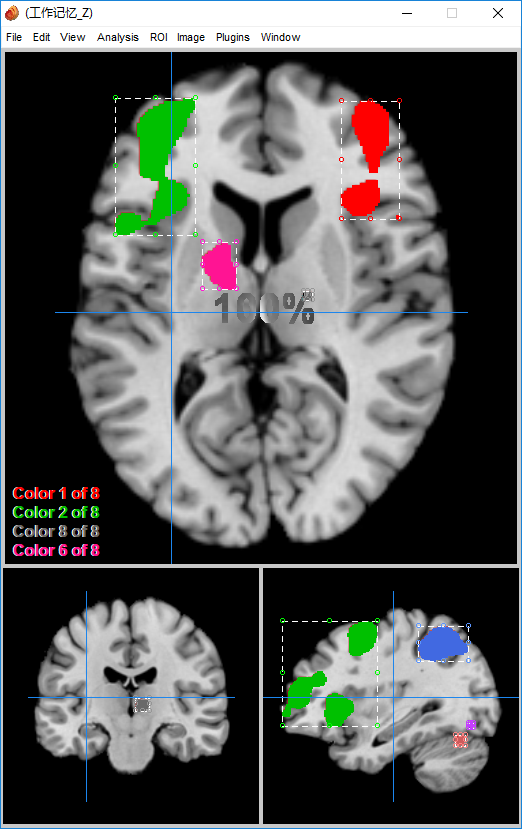 (工作记忆_Z)
File Edit View Analysis ROI Image Plugins Window
100%
Color 1 of 8
Color 2 of 8
Color 8 of 8
Color 6 of 8